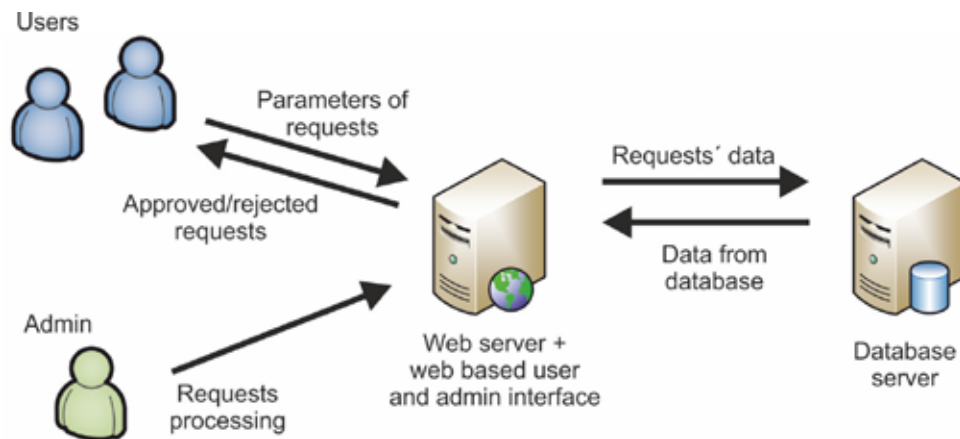 Users
Parameters of
requests
Approved/rejected
requests
Requests´ data
Data from
database
Admin
Requests
processing
Web server +
web based user
and admin interface
Database
server